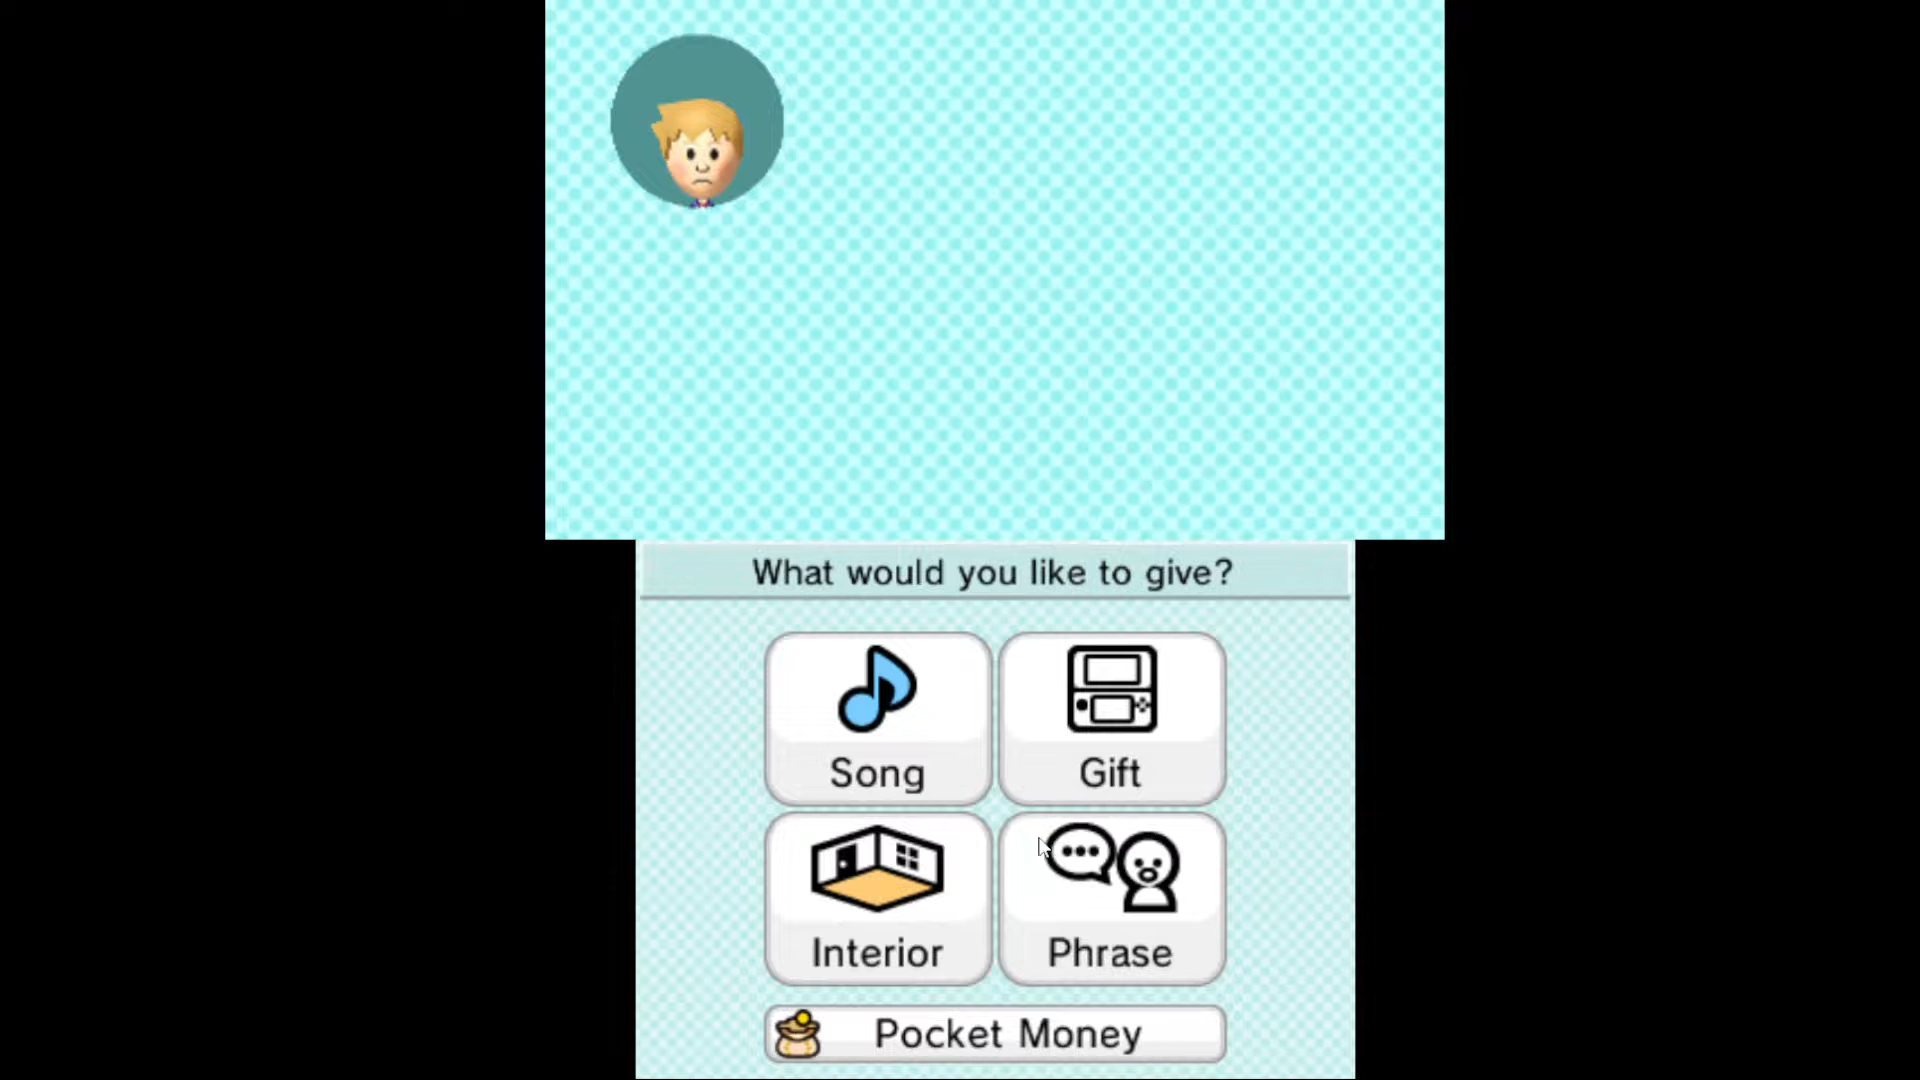 What would you like to give?
Song
Gift
Interior
Phrase
Pocket Money